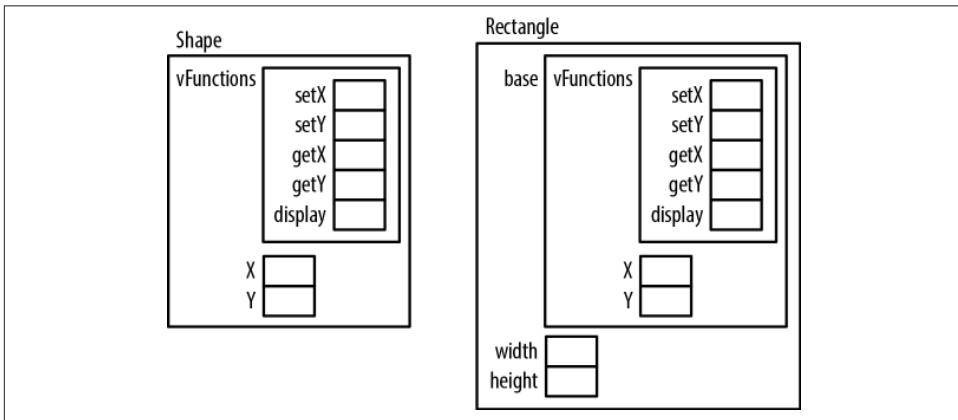 Shape
vFunctions
setX
setY
getX
getY
display
X
Y
Rectangle
base
vFunctions
setX
setY
getX
getY
display
X
Y
width
height